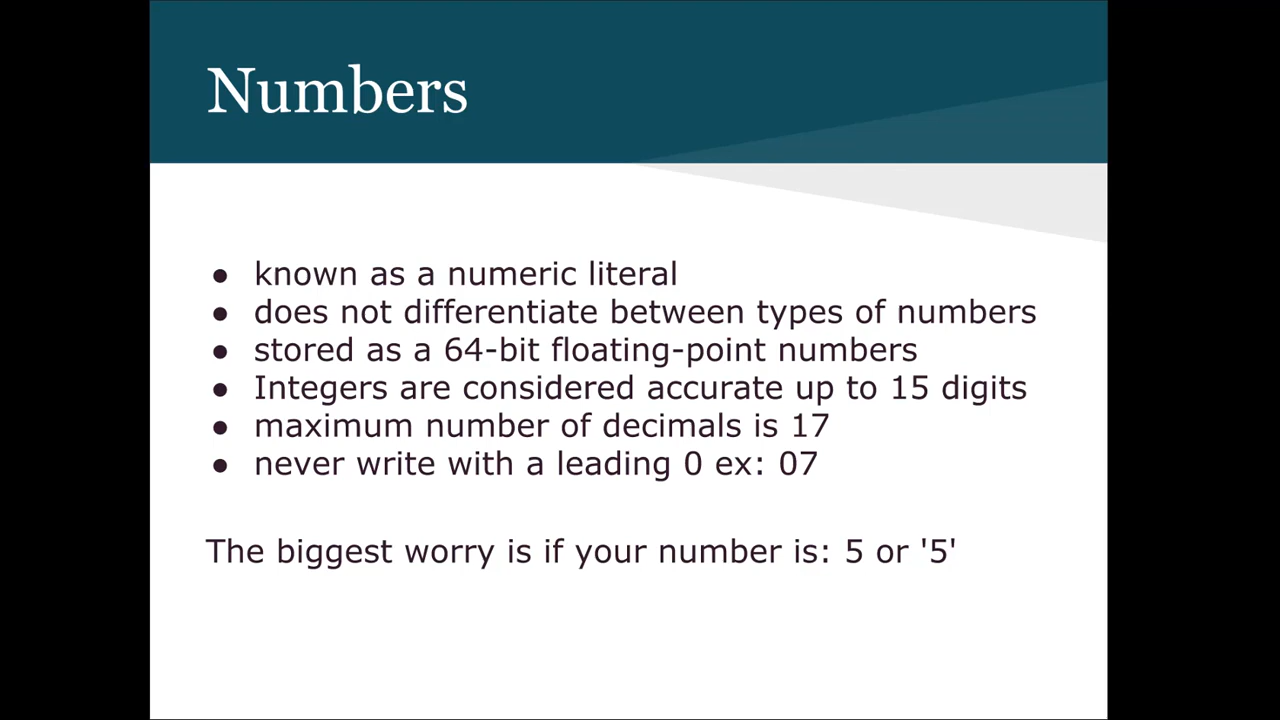 Numbers
● known as a numeric literal
● does not differentiate between types of numbers
● stored as a 64-bit floating-point numbers
● Integers are considered accurate up to 15 digits
● maximum number of decimals is 17
● never write with a leading 0 ex: 07
The biggest worry is if your number is: 5 or '5'